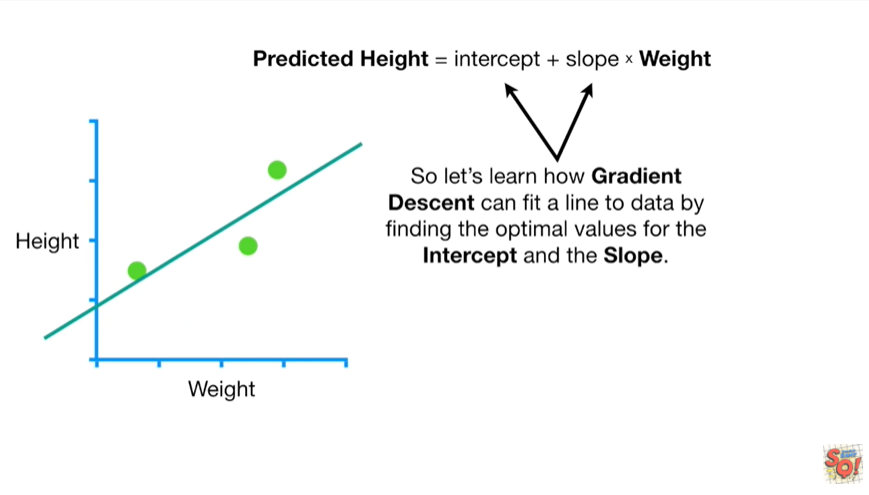 Predicted Height = intercept + slope x Weight
So let's learn how Gradient
Descent can fit a line to data by
finding the optimal values for the
Intercept and the Slope.
Height
Weight
SQ!